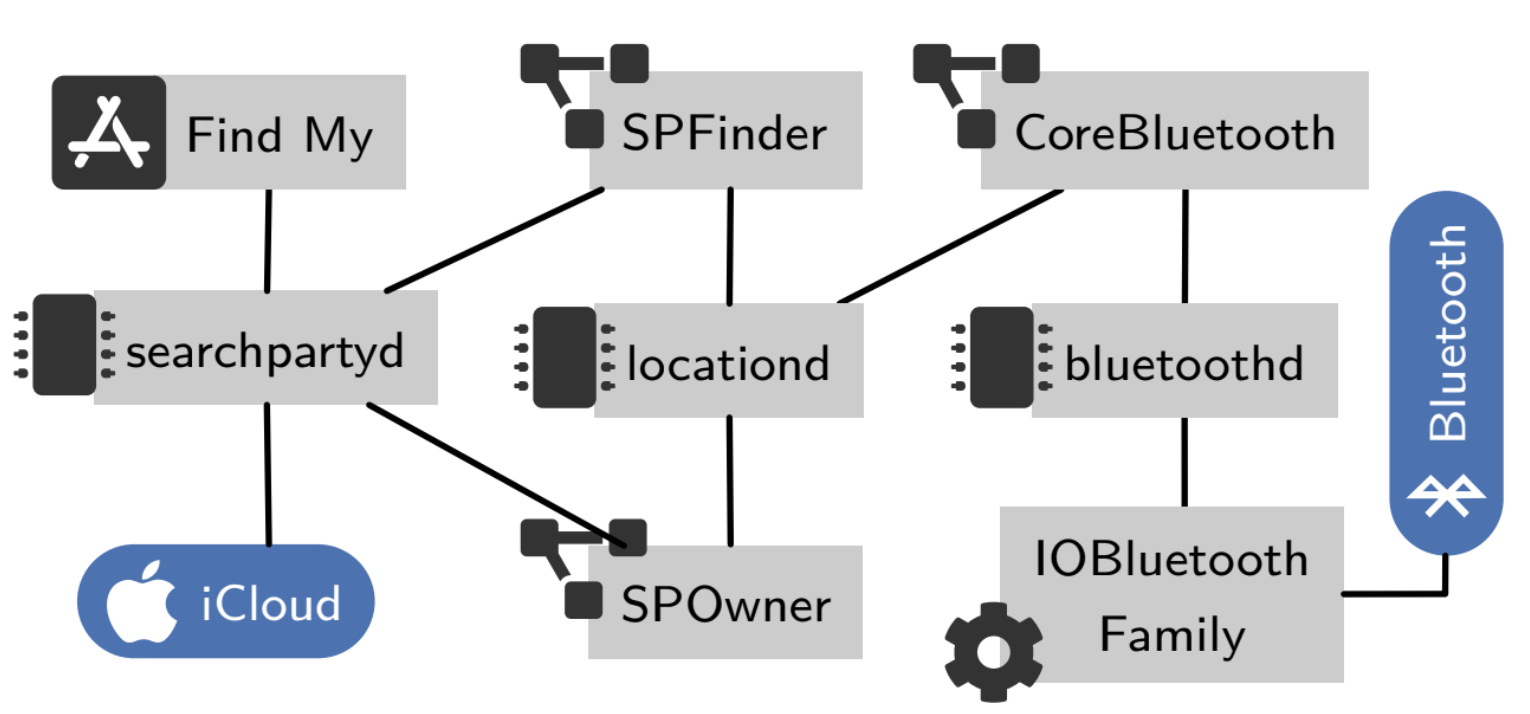 Find My
SPFinder
CoreBluetooth
searchpartyd
locationd
bluetoothd
Bluetooth
iCloud
SPOwner
IOBluetooth
Family